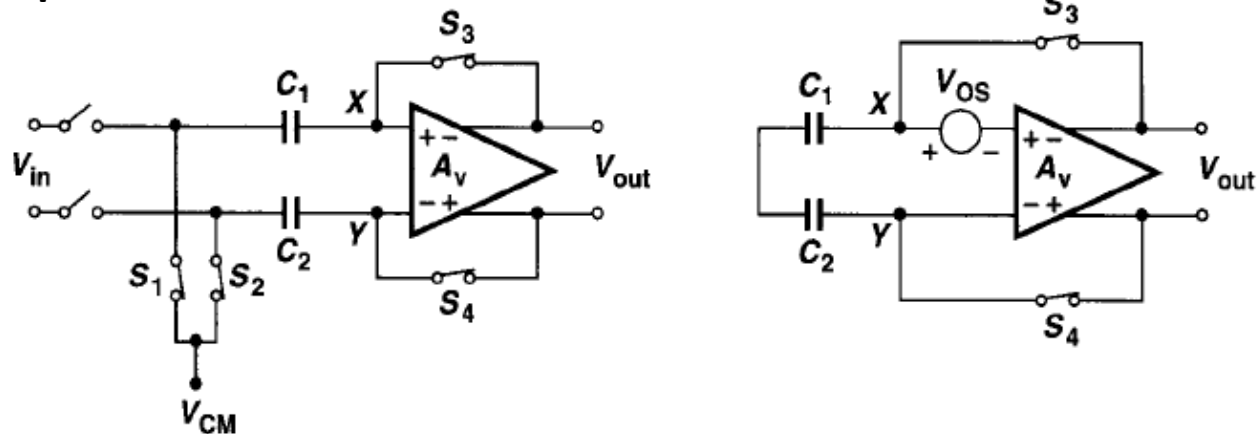 S3
C1
X
+ −
Vin
Av
Vout
− +
C2
Y
S1
S2
S4
VCM
S3
C1
X
VOS
+ −
+ −
Av
Vout
− +
C2
Y
S4